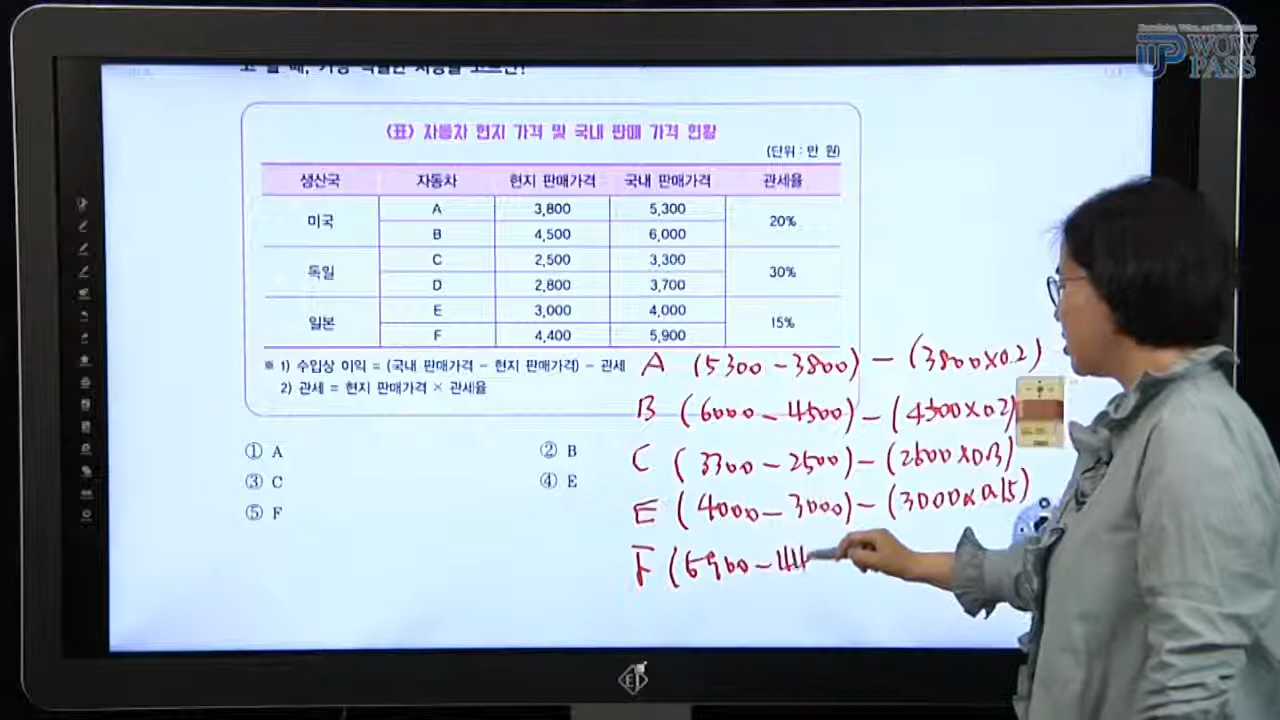 WOW
UP PASS
〈표〉 자동차 현지 가격 및 국내 판매 가격 현황
(단위 : 만 원)
생산국 자동차 현지 판매가격 국내 판매가격 관세율
미국 A 3,800 5,300 20%
B 4,500 6,000
독일 C 2,500 3,300 30%
D 2,800 3,700
일본 E 3,000 4,000 15%
F 4,400 5,900
※ 1) 수입상 이익 = (국내 판매가격 - 현지 판매가격) - 관세
2) 관세 = 현지 판매가격 × 관세율
① A ② B
③ C ④ E
⑤ F
A (5300-3800) - (3800×0.2)
B (6000-4500) - (4500×0.2)
C (3300-2500) - (2500×0.3)
E (4000-3000) - (3000×0.15)
F (5900-44